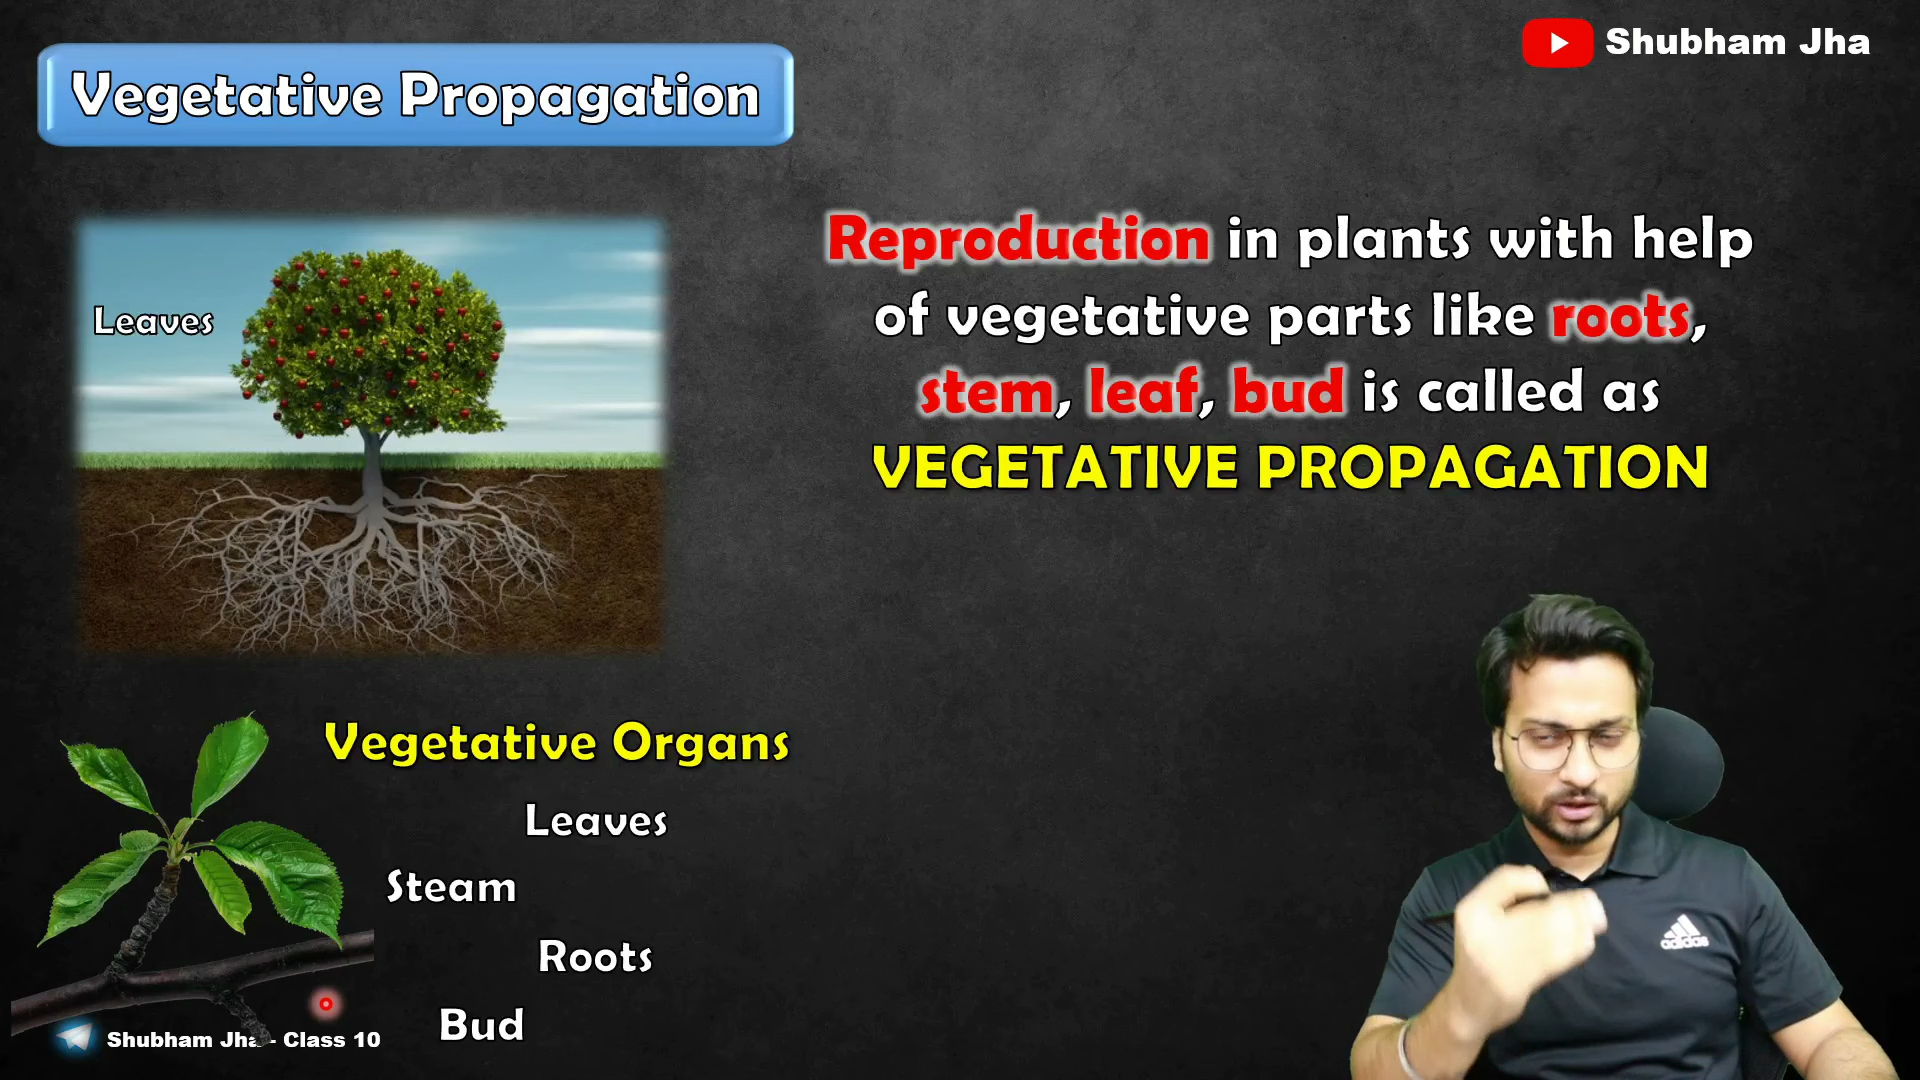 Shubham Jha
Vegetative Propagation
Leaves
Reproduction in plants with help
of vegetative parts like roots,
stem, leaf, bud is called as
VEGETATIVE PROPAGATION
Vegetative Organs
Leaves
Steam
Roots
Bud
Shubham Jha - Class 10
adidas